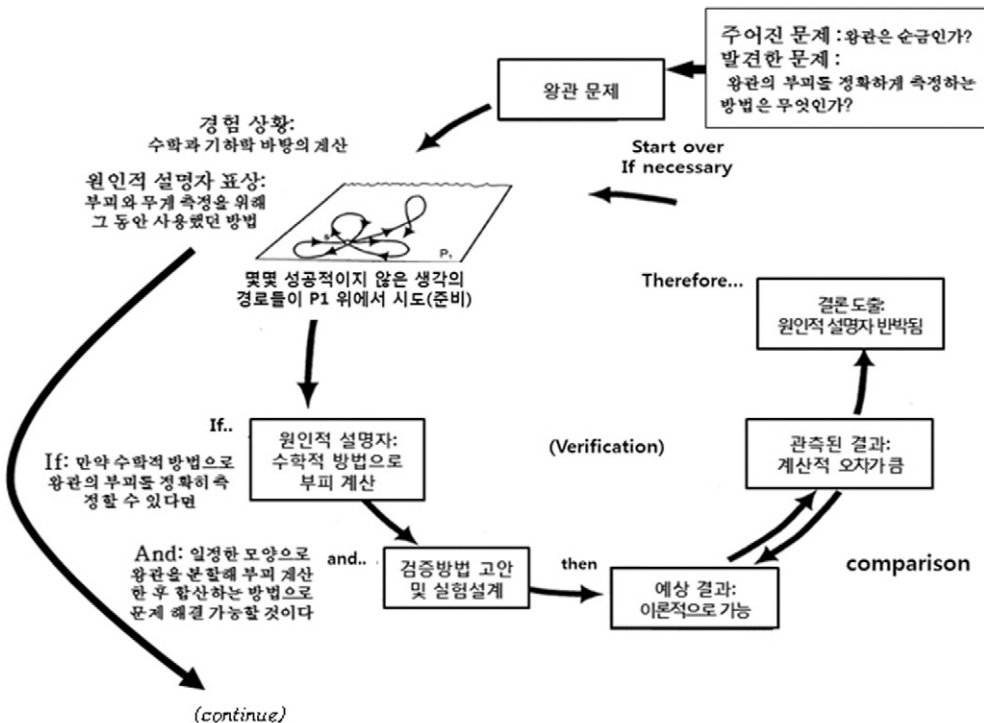 주어진 문제 : 왕관은 순금인가?
발견한 문제 :
왕관의 부피를 정확하게 측정하는
방법은 무엇인가?
왕관 문제
경험 상황:
수학과 기하학 바탕의 계산
원인적 설명자 표상:
부피와 무게 측정을 위해
그 동안 사용했던 방법
Start over
If necessary
s
P₁
몇몇 성공적이지 않은 생각의
경로들이 P1 위에서 시도(준비)
Therefore...
결론 도출:
원인적 설명자 반박됨
If..
원인적 설명자:
수학적 방법으로
부피 계산
(Verification)
관측된 결과:
계산적 오차가 큼
If: 만약 수학적 방법으로
왕관의 부피를 정확히 측
정할 수 있다면
And: 일정한 모양으로
왕관을 분할해 부피 계산
한 후 합산하는 방법으로
문제 해결 가능할 것이다
and..
검증방법 고안
및 실험설계
then
예상 결과:
이론적으로 가능
comparison
(continue)